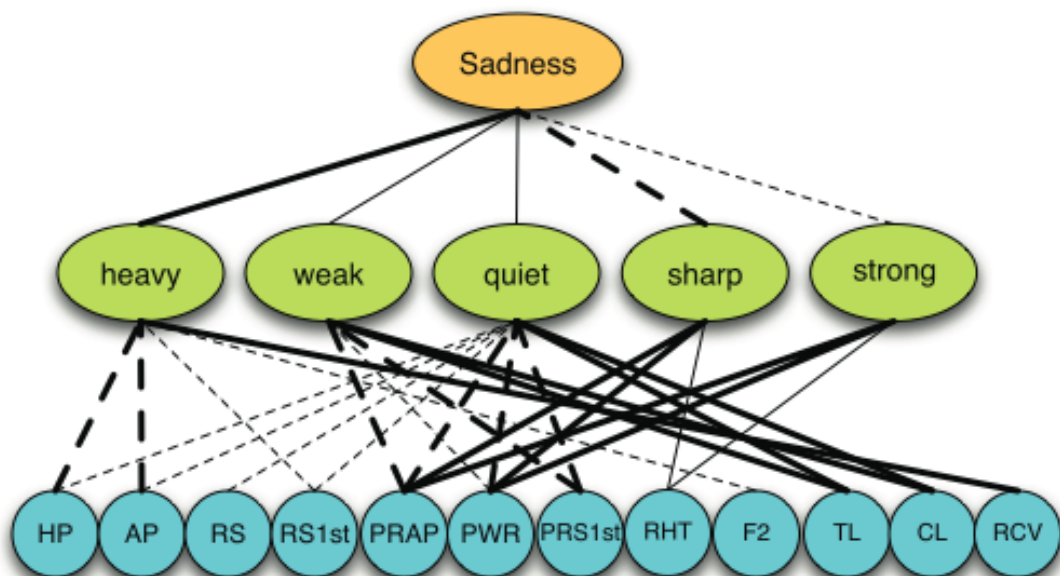 Sadness
heavy weak quiet sharp strong
HP AP RS RS1st PRAP PWR PRS1st RHT F2 TL CL RCV